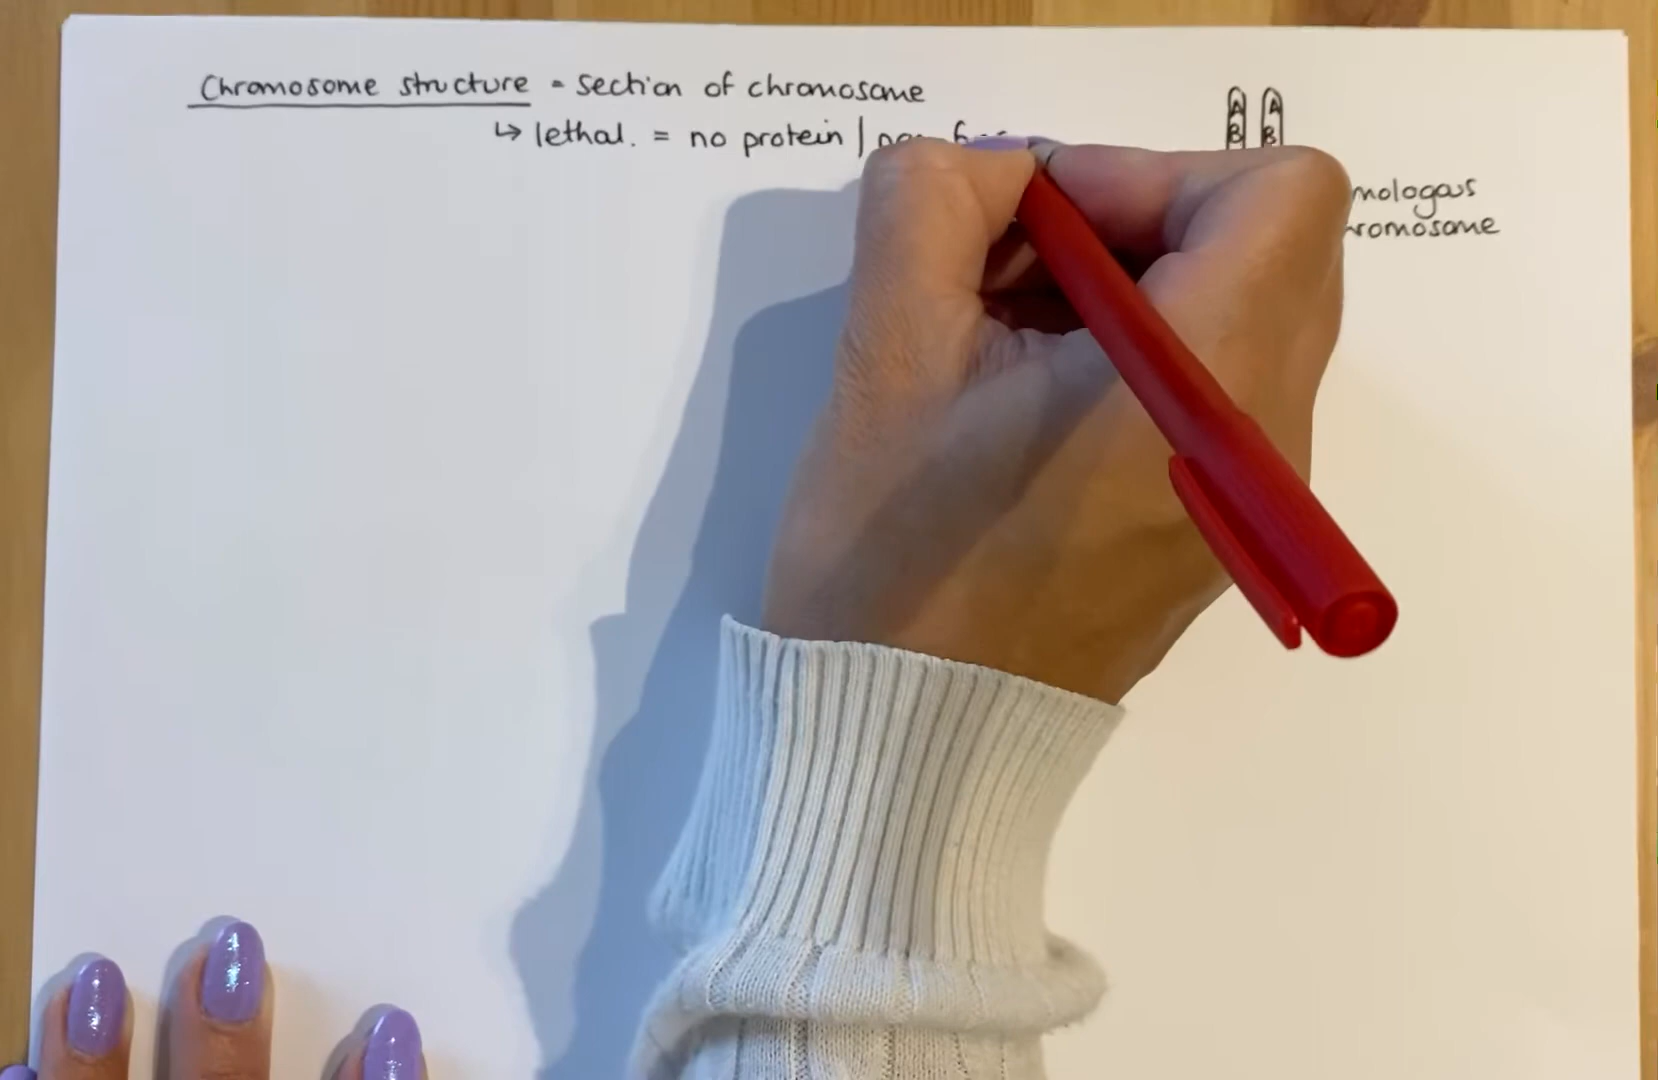 Chromosome structure = section of chromosome
↳ lethal. = no protein |
A A
B B
mologous
romosome